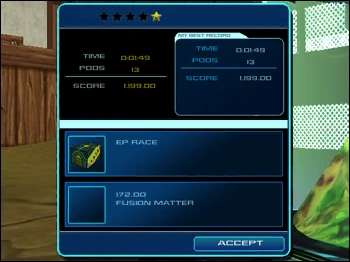 MY BEST RECORD
TIME 0:01:49
PODS 13
SCORE 1,199.00
TIME 0:01:49
PODS 13
SCORE 1,199.00
EP RACE
172.00
FUSION MATTER
ACCEPT